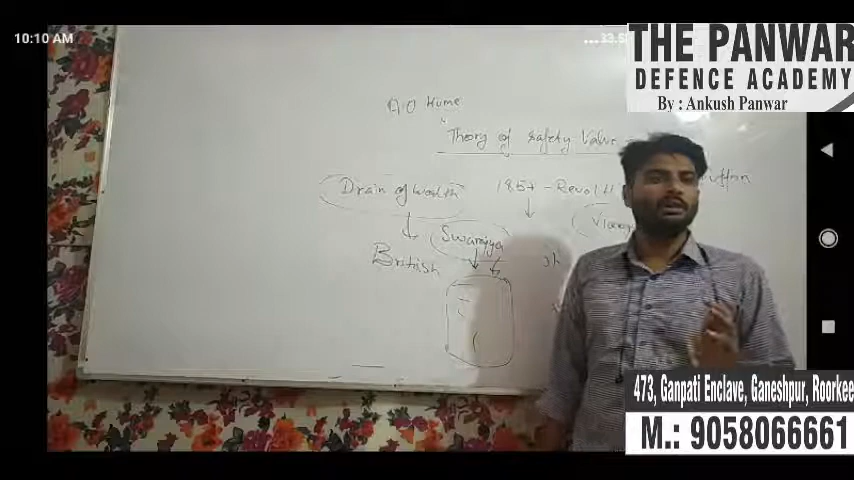 10:10 AM
THE PANWAR
DEFENCE ACADEMY
By : Ankush Panwar
A.O Hume
Theory of safety Valve
Drain of Wealth
1857 - Revolt
Swarajya
British
473, Ganpati Enclave, Ganeshpur, Roorkee
M.: 9058066661